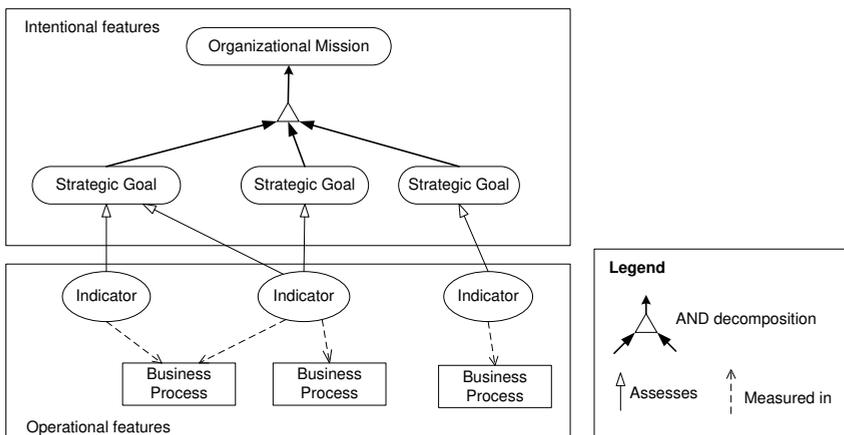 Intentional features
Organizational Mission
Strategic Goal
Strategic Goal
Strategic Goal
Indicator
Indicator
Indicator
Business
Process
Business
Process
Business
Process
Operational features
Legend
AND decomposition
Assesses
Measured in